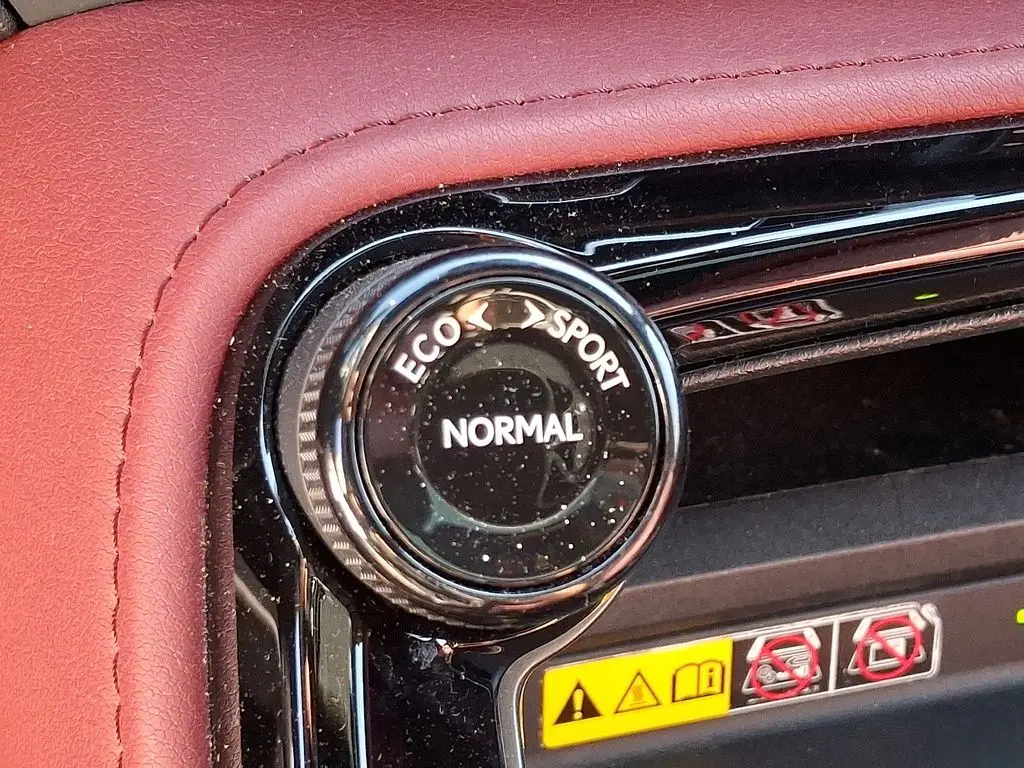 ECO < > SPORT
NORMAL